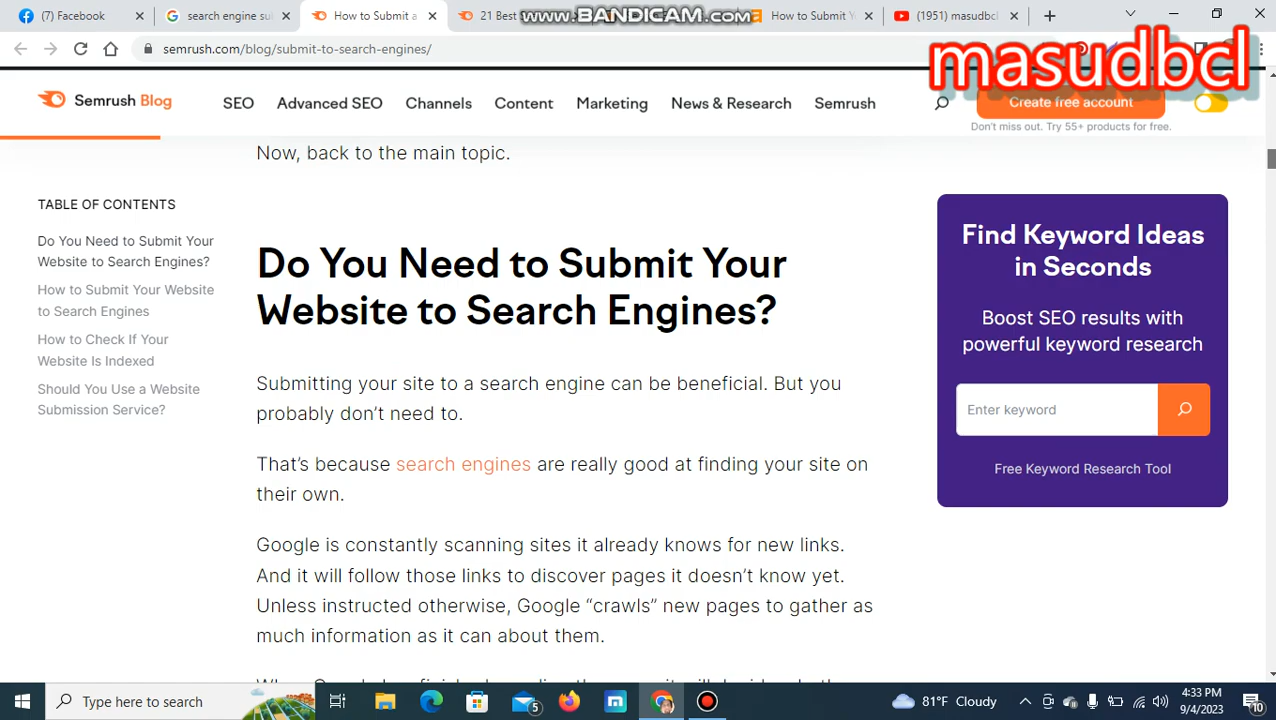 (7) Facebook
search engine sul
How to Submit a
21 Best
www.BANDICAM.com
How to Submit Y
(1951) masudbcl
semrush.com/blog/submit-to-search-engines/
masudbcl
Semrush Blog
SEO
Advanced SEO
Channels
Content
Marketing
News & Research
Semrush
Create free account
Don't miss out. Try 55+ products for free.
Now, back to the main topic.
TABLE OF CONTENTS
Do You Need to Submit Your
Website to Search Engines?
How to Submit Your Website
to Search Engines
How to Check If Your
Website Is Indexed
Should You Use a Website
Submission Service?
Do You Need to Submit Your
Website to Search Engines?
Submitting your site to a search engine can be beneficial. But you
probably don't need to.
That's because search engines are really good at finding your site on
their own.
Google is constantly scanning sites it already knows for new links.
And it will follow those links to discover pages it doesn't know yet.
Unless instructed otherwise, Google “crawls” new pages to gather as
much information as it can about them.
Find Keyword Ideas
in Seconds
Boost SEO results with
powerful keyword research
Enter keyword
Free Keyword Research Tool
Type here to search
5
81°F Cloudy
4:33 PM
9/4/2023
10